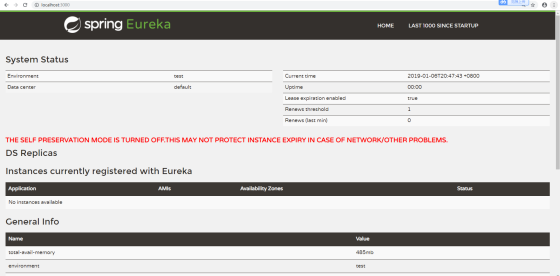 localhost:
spring Eureka
HOME LAST 1000 SINCE STARTUP
System Status
Environment test
Data center default
Current time 2019-01-06T20:47:43 +0800
Uptime 00:00
Lease expiration enabled true
Renews threshold 1
Renews (last min) 0
THE SELF PRESERVATION MODE IS TURNED OFF.THIS MAY NOT PROTECT INSTANCE EXPIRY IN CASE OF NETWORK/OTHER PROBLEMS.
DS Replicas
Instances currently registered with Eureka
Application AMIs Availability Zones Status
No instances available
General Info
Name Value
total-avail-memory 485mb
environment test